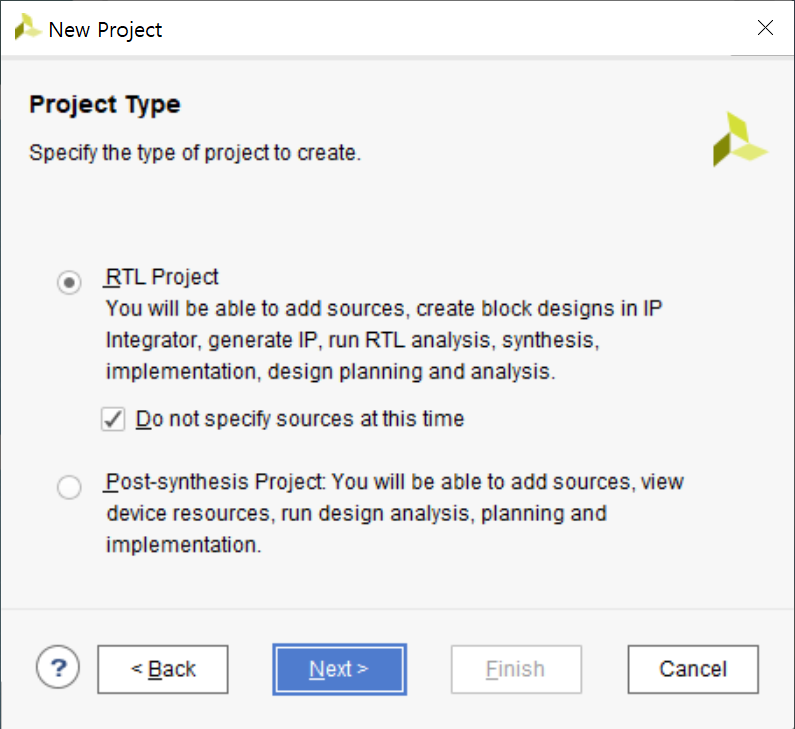 New Project
Project Type
Specify the type of project to create.
RTL Project
You will be able to add sources, create block designs in IP
Integrator, generate IP, run RTL analysis, synthesis,
implementation, design planning and analysis.
Do not specify sources at this time
Post-synthesis Project: You will be able to add sources, view
device resources, run design analysis, planning and
implementation.
? < Back Next > Finish Cancel